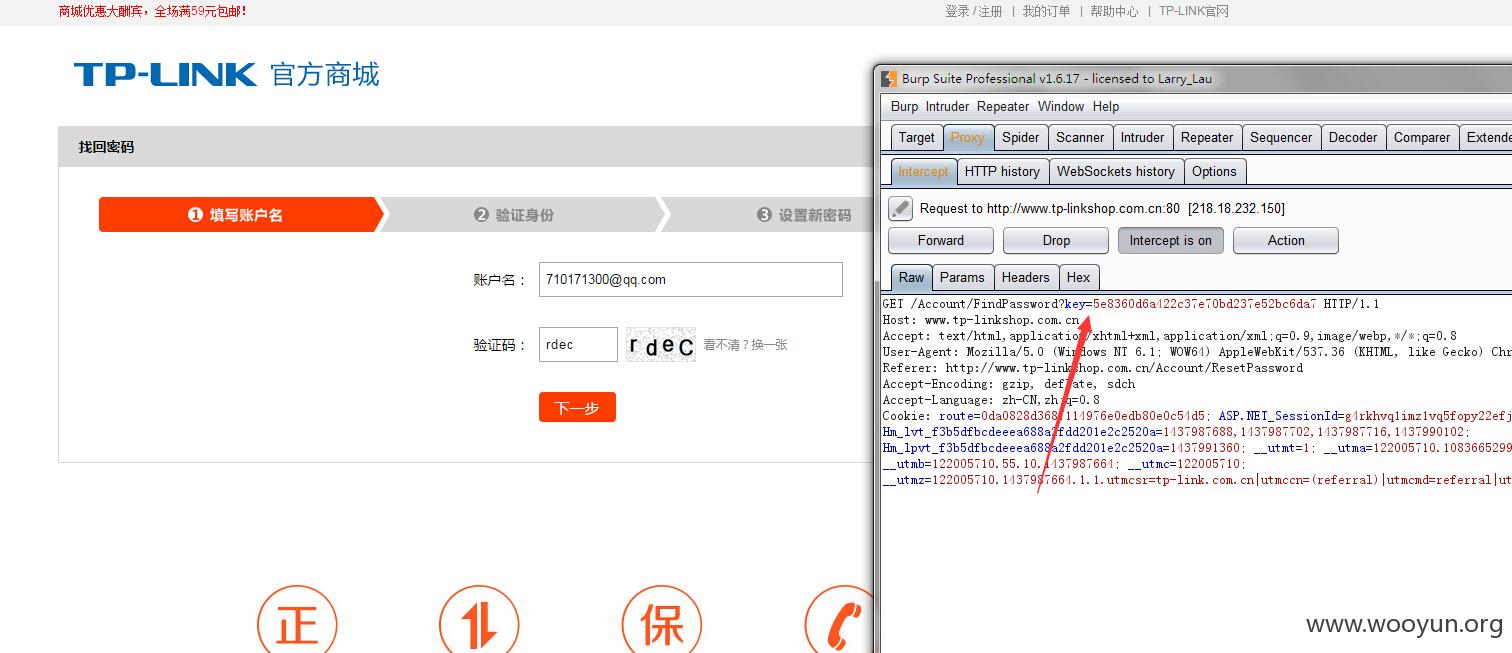 商城优惠大酬宾，全场满59元包邮！
登录 / 注册 | 我的订单 | 帮助中心 | TP-LINK官网
TP-LINK 官方商城
找回密码
1 填写账户名
2 验证身份
3 设置新密码
账户名： 710171300@qq.com
验证码： rdec rdec 看不清？换一张
下一步
正
保
Burp Suite Professional v1.6.17 - licensed to Larry_Lau
Burp Intruder Repeater Window Help
Target Proxy Spider Scanner Intruder Repeater Sequencer Decoder Comparer Extende
Intercept HTTP history WebSockets history Options
Request to http://www.tp-linkshop.com.cn:80 [218.18.232.150]
Forward Drop Intercept is on Action
Raw Params Headers Hex
GET /Account/FindPassword?key=5e8360d6a422c37e70bd237e52bc6da7 HTTP/1.1
Host: www.tp-linkshop.com.cn
Accept: text/html,application/xhtml+xml,application/xml;q=0.9,image/webp,*/*;q=0.8
User-Agent: Mozilla/5.0 (Windows NT 6.1; WOW64) AppleWebKit/537.36 (KHTML, like Gecko) Chr
Referer: http://www.tp-linkshop.com.cn/Account/ResetPassword
Accept-Encoding: gzip, deflate, sdch
Accept-Language: zh-CN,zh;q=0.8
Cookie: ASP.NET_SessionId=g4rkhvq1imz1vq5fopy22efj
Hm_lvt_f3b5dfbcdeeea688a2fdd201e2c2520a=1437987688,1437987702,1437987716,1437990102;
Hm_lpvt_f3b5dfbcdeeea688a2fdd201e2c2520a=1437991360; __utmt=1; __utma=122005710.1083665299
__utmb=122005710.55.10.1437987664; __utmc=122005710;
__utmz=122005710.1437987664.1.1.utmcsr=tp-link.com.cn|utmccn=(referral)|utmcmd=referral|ut
www.wooyun.org